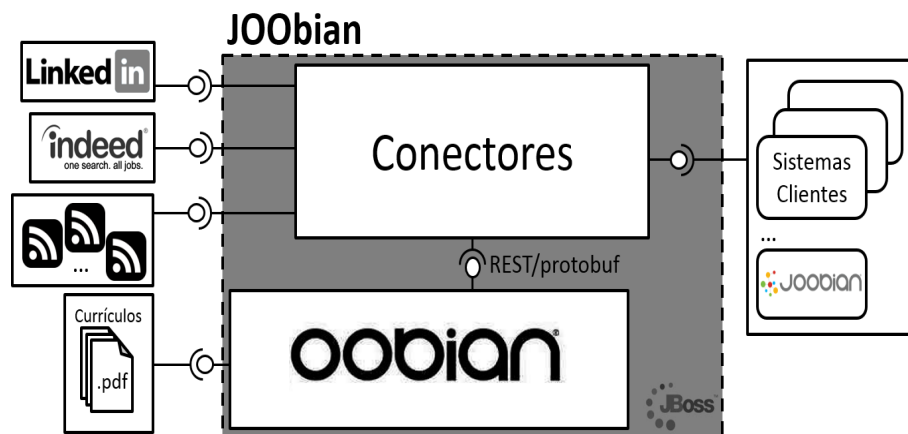 JOObian
Linked in
indeed®
one search. all jobs.
...
Currículos
.pdf
Conectores
REST/protobuf
oobian®
JBoss
Sistemas
Clientes
...
JOObian